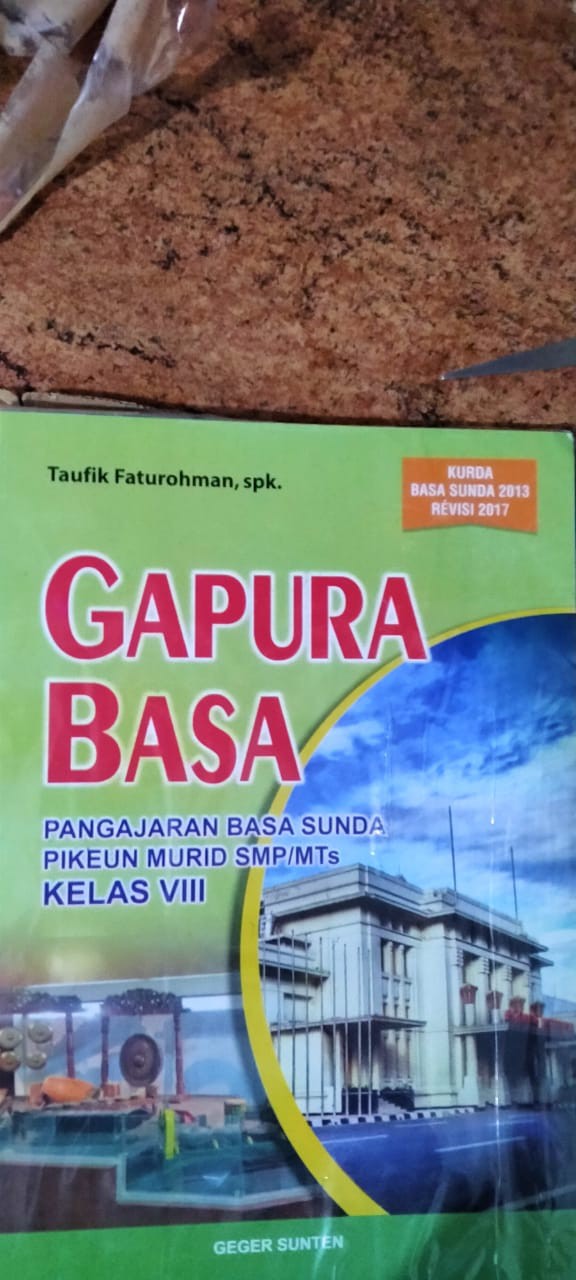 Taufik Faturohman, spk.
KURDA
BASA SUNDA 2013
RÉVISI 2017
GAPURA
BASA
PANGAJARAN BASA SUNDA
PIKEUN MURID SMP/MTs
KELAS VIII
GEGER SUNTEN